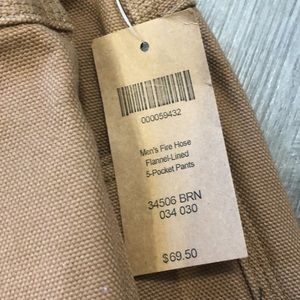 000059432
Men's Fire Hose
Flannel-Lined
5-Pocket Pants
34506 BRN
034 030
$69.50